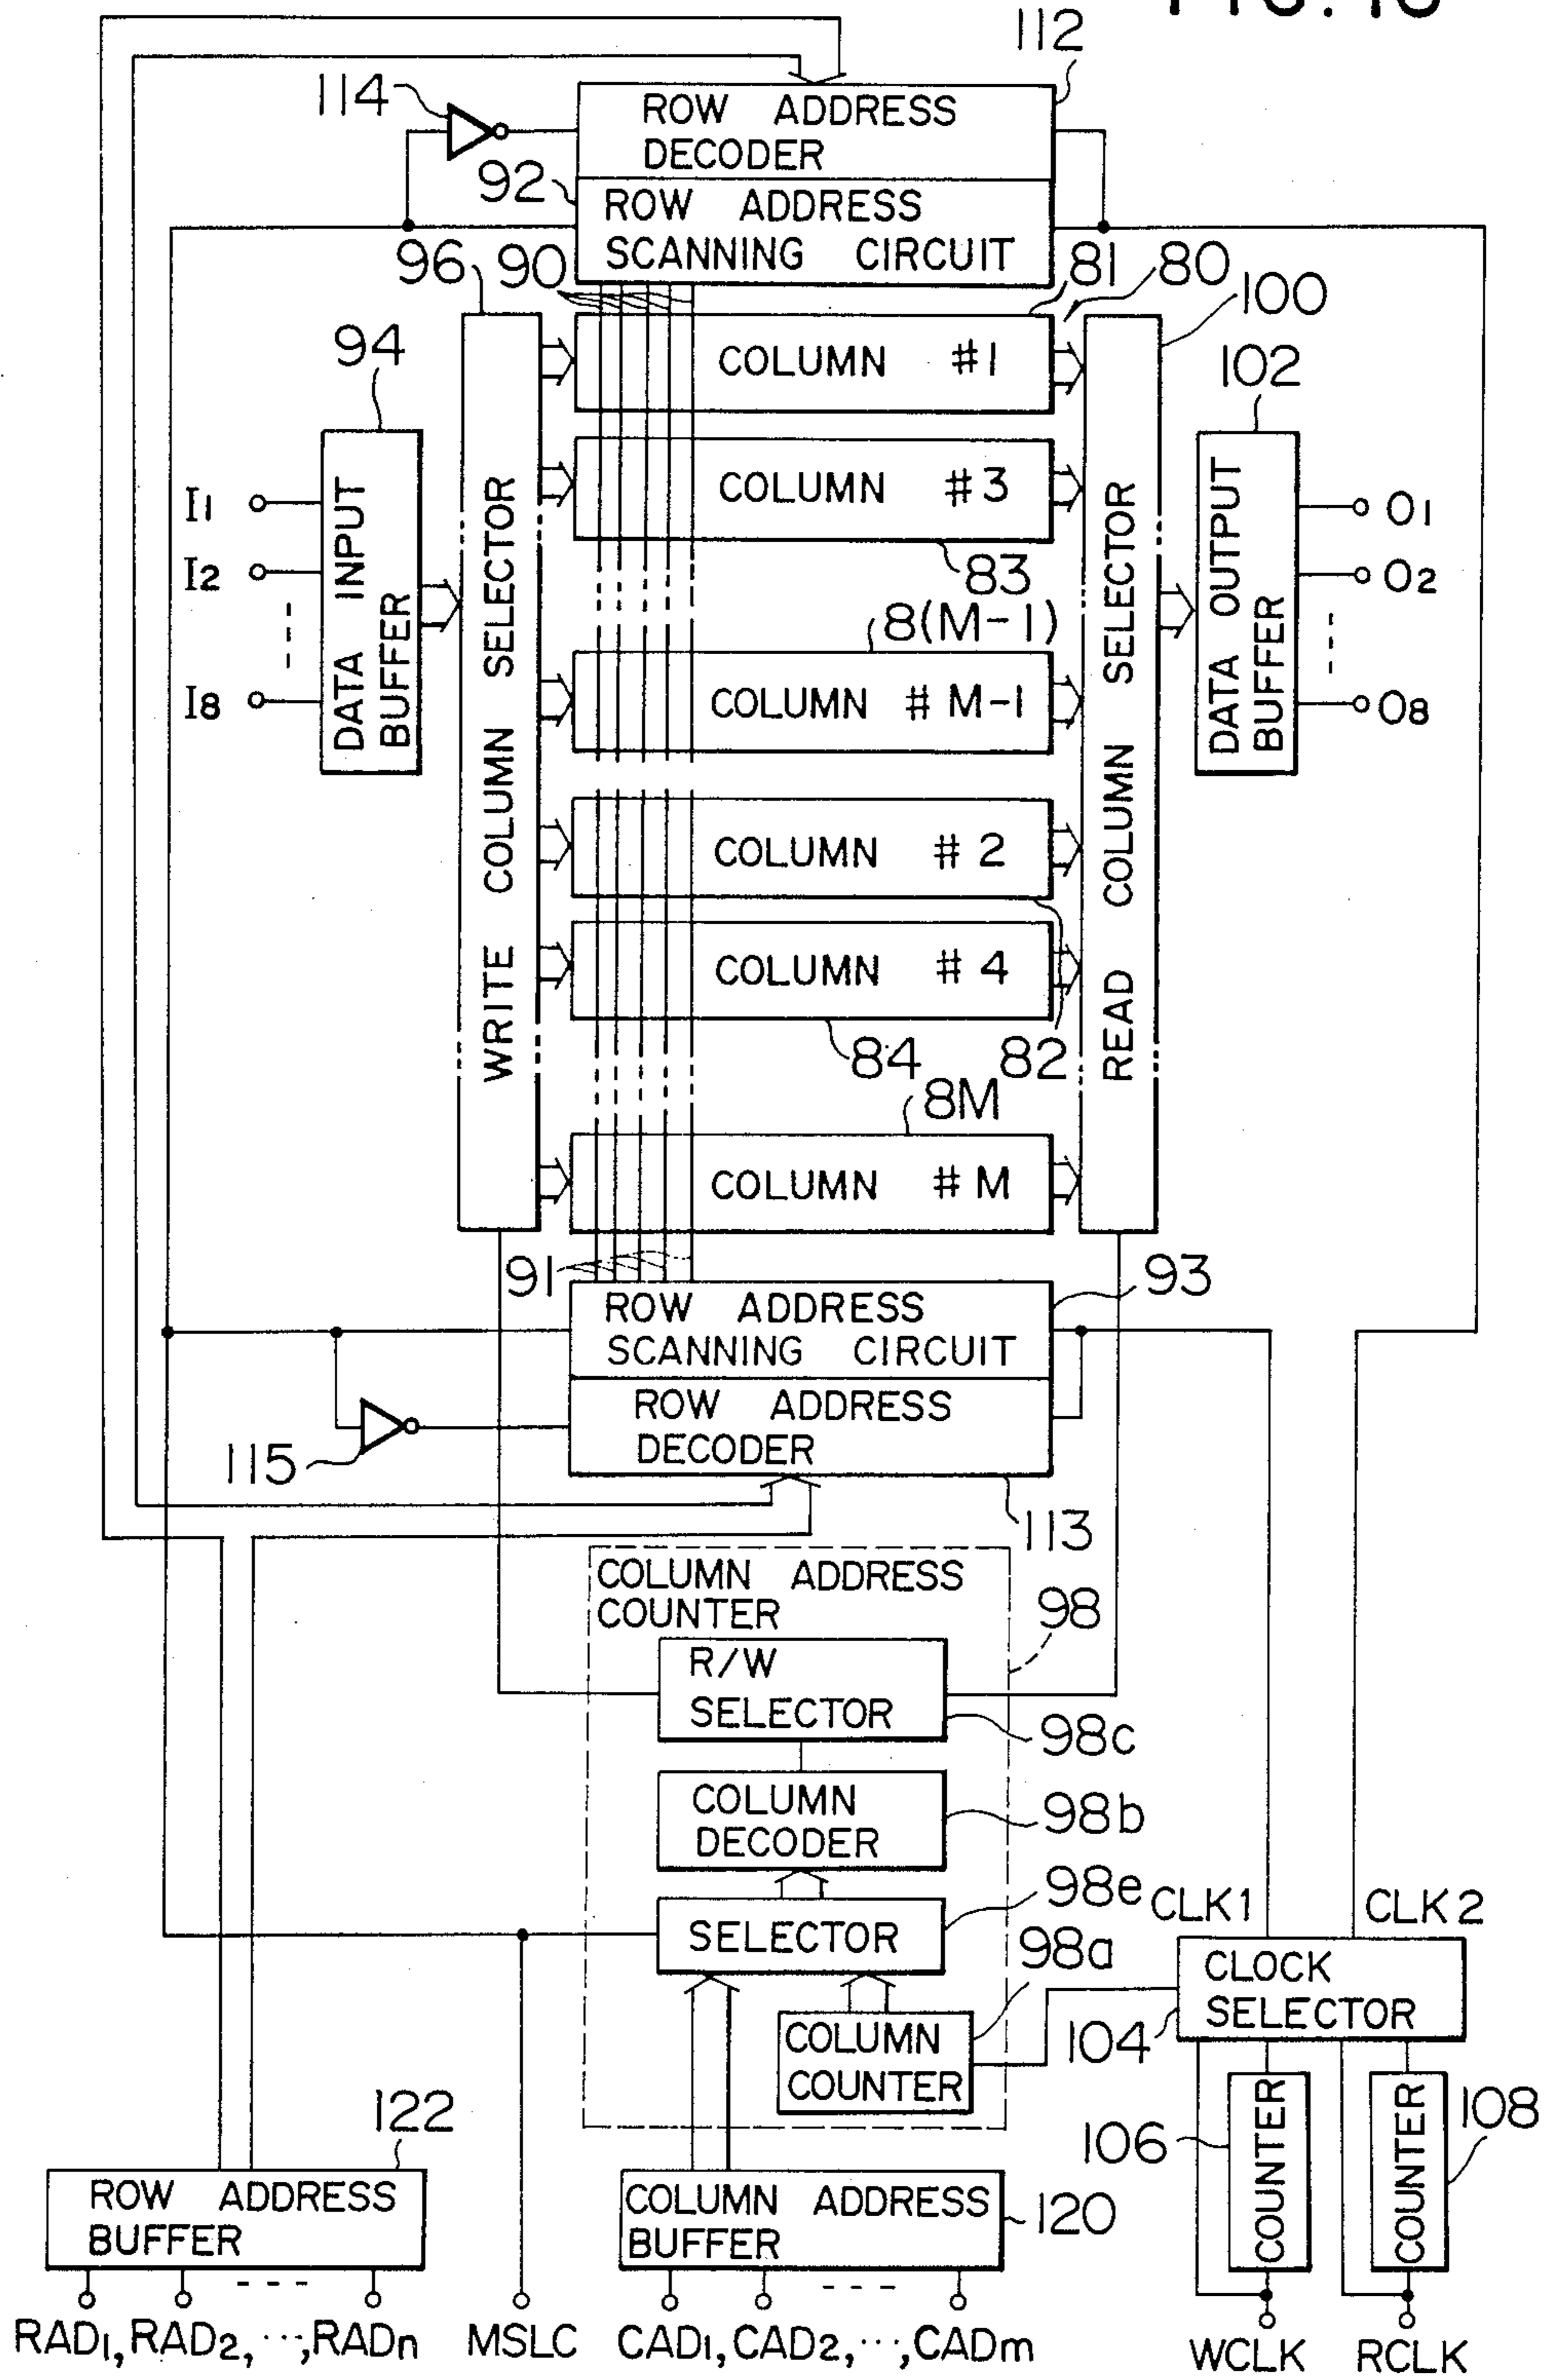 112
114
ROW ADDRESS
DECODER
92
ROW ADDRESS
SCANNING CIRCUIT
96
90
81
80
100
94
COLUMN #1
102
I1
I2
I8
DATA INPUT
BUFFER
WRITE COLUMN SELECTOR
COLUMN #3
83
8(M-1)
COLUMN # M-1
READ COLUMN SELECTOR
DATA OUTPUT
BUFFER
O1
O2
O8
COLUMN # 2
COLUMN # 4
84
82
8M
COLUMN # M
91
93
ROW ADDRESS
SCANNING CIRCUIT
ROW ADDRESS
DECODER
115
113
COLUMN ADDRESS
COUNTER
98
R/W
SELECTOR
98c
COLUMN
DECODER
98b
98e
SELECTOR
98a
CLK1
CLK2
CLOCK
SELECTOR
104
COLUMN
COUNTER
122
106
COUNTER
COUNTER
108
ROW ADDRESS
BUFFER
COLUMN ADDRESS
BUFFER
120
RAD1, RAD2, ···, RADn
MSLC
CAD1, CAD2, ···, CADm
WCLK
RCLK